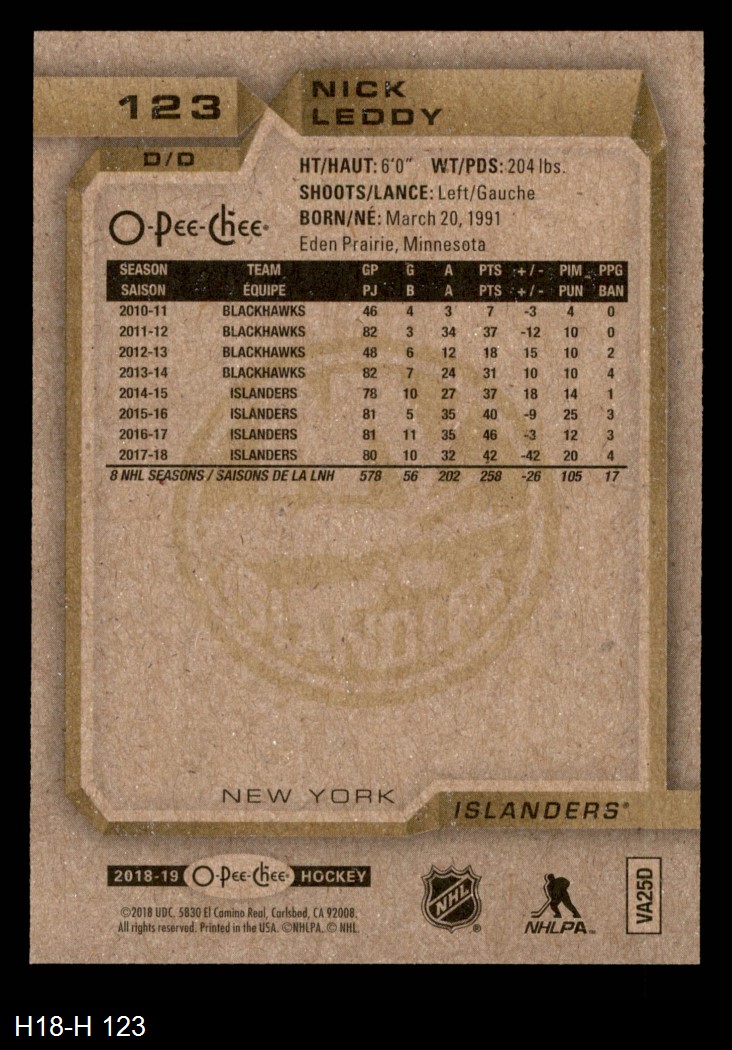 123
NICK
LEDDY
D/D
HT/HAUT: 6'0" WT/PDS: 204 lbs.
SHOOTS/LANCE: Left/Gauche
BORN/NÉ: March 20, 1991
Eden Prairie, Minnesota
O-Pee-Chee
SEASON TEAM GP G A PTS +/- PIM PPG
SAISON ÉQUIPE PJ B A PTS +/- PUN BAN
2010-11 BLACKHAWKS 46 4 3 7 -3 4 0
2011-12 BLACKHAWKS 82 3 34 37 -12 10 0
2012-13 BLACKHAWKS 48 6 12 18 15 10 2
2013-14 BLACKHAWKS 82 7 24 31 10 10 4
2014-15 ISLANDERS 78 10 27 37 18 14 1
2015-16 ISLANDERS 81 5 35 40 -9 25 3
2016-17 ISLANDERS 81 11 35 46 -3 12 3
2017-18 ISLANDERS 80 10 32 42 -42 20 4
8 NHL SEASONS / SAISONS DE LA LNH 578 56 202 258 -26 105 17
NEW YORK ISLANDERS®
2018-19 O-Pee-Chee HOCKEY
©2018 UDC. 5830 El Camino Real, Carlsbad, CA 92008.
All rights reserved. Printed in the USA. ©NHLPA. © NHL.
NHL®
NHLPA™
VA25D
H18-H 123